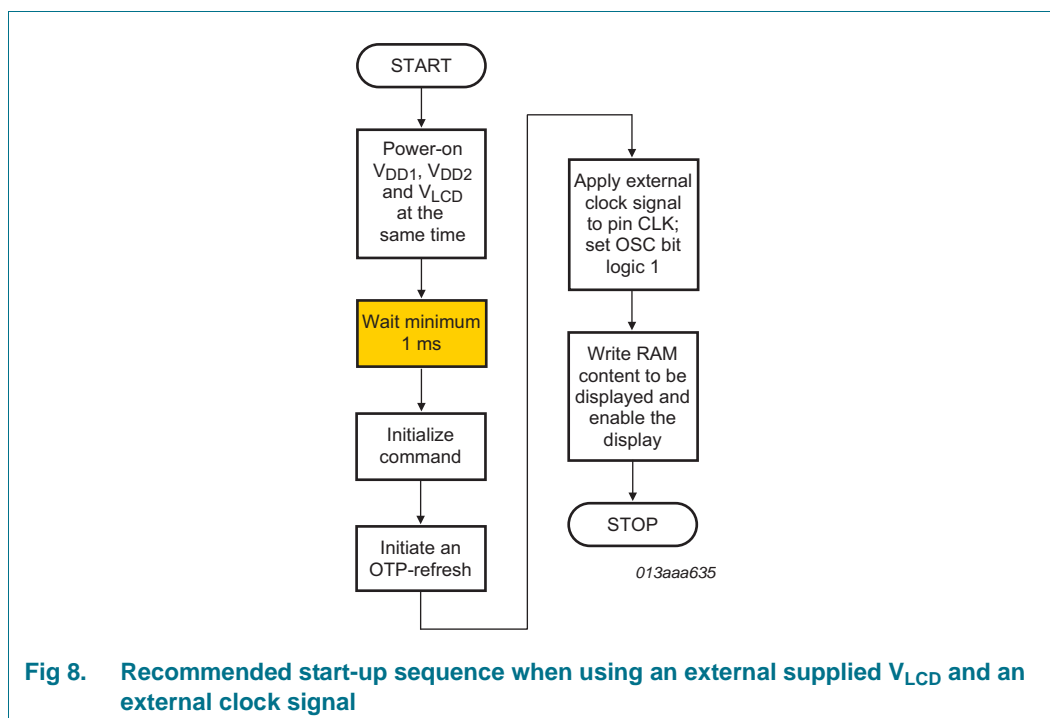 START
Power-on
VDD1, VDD2
and VLCD
at the
same time
Wait minimum
1 ms
Initialize
command
Initiate an
OTP-refresh
Apply external
clock signal
to pin CLK;
set OSC bit
logic 1
Write RAM
content to be
displayed and
enable the
display
STOP
013aaa635
Fig 8. Recommended start-up sequence when using an external supplied VLCD and an
external clock signal